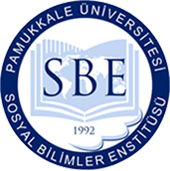 PAMUKKALE ÜNİVERSİTESİ
SBE
1992
SOSYAL BİLİMLER ENSTİTÜSÜ